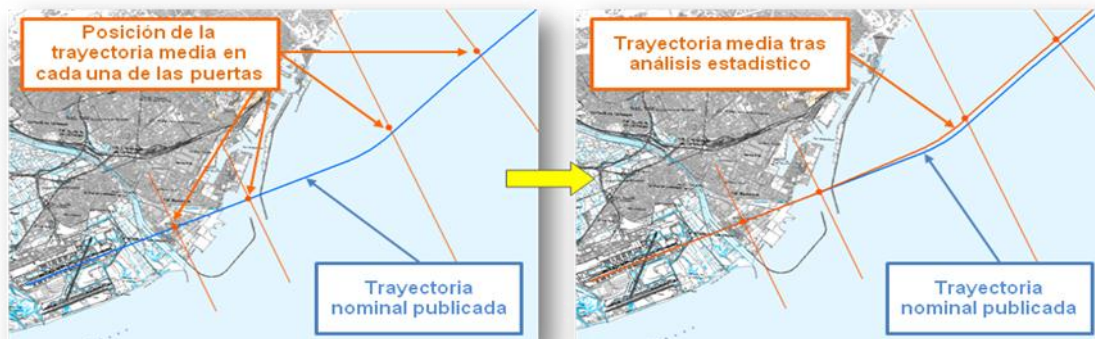 Posición de la
trayectoria media en
cada una de las puertas
Trayectoria
nominal publicada
Trayectoria media tras
análisis estadístico
Trayectoria
nominal publicada